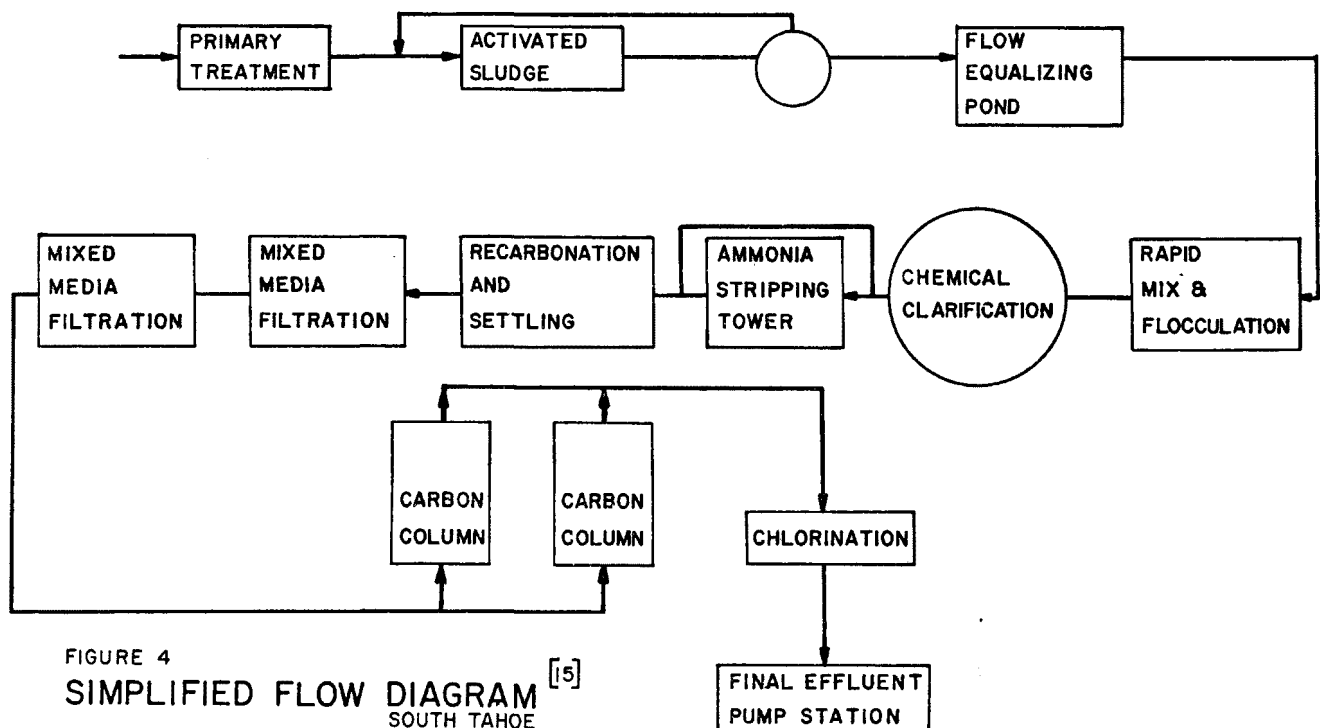 PRIMARY
TREATMENT
ACTIVATED
SLUDGE
FLOW
EQUALIZING
POND
RAPID
MIX &
FLOCCULATION
CHEMICAL
CLARIFICATION
AMMONIA
STRIPPING
TOWER
RECARBONATION
AND
SETTLING
MIXED
MEDIA
FILTRATION
MIXED
MEDIA
FILTRATION
CARBON
COLUMN
CARBON
COLUMN
CHLORINATION
FINAL EFFLUENT
PUMP STATION
FIGURE 4
SIMPLIFIED FLOW DIAGRAM [15]
SOUTH TAHOE